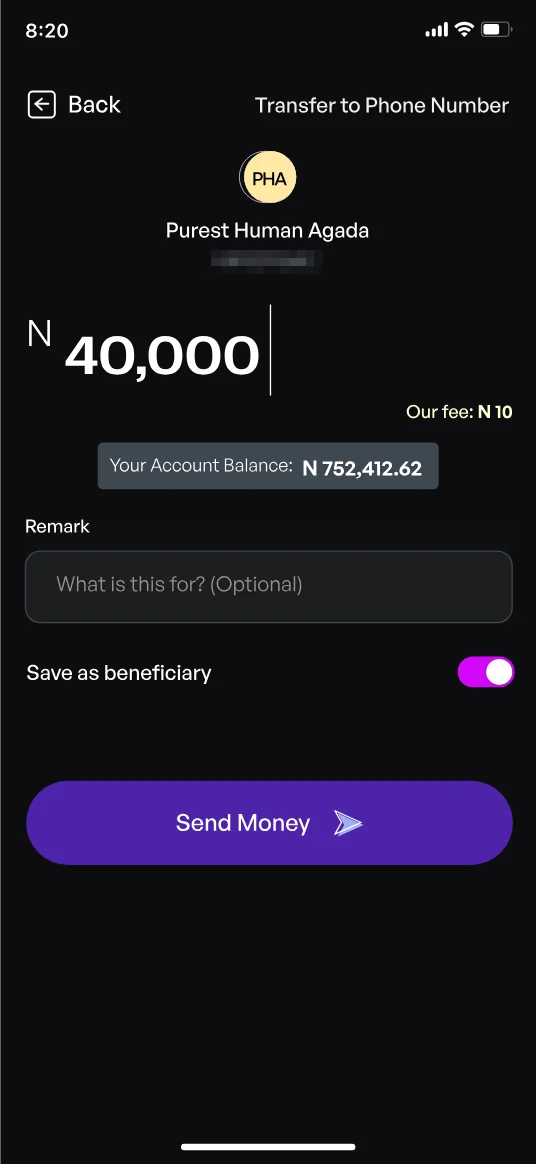 8:20
Back
Transfer to Phone Number
PHA
Purest Human Agada
N 40,000
Our fee: N 10
Your Account Balance: N 752,412.62
Remark
What is this for? (Optional)
Save as beneficiary
Send Money